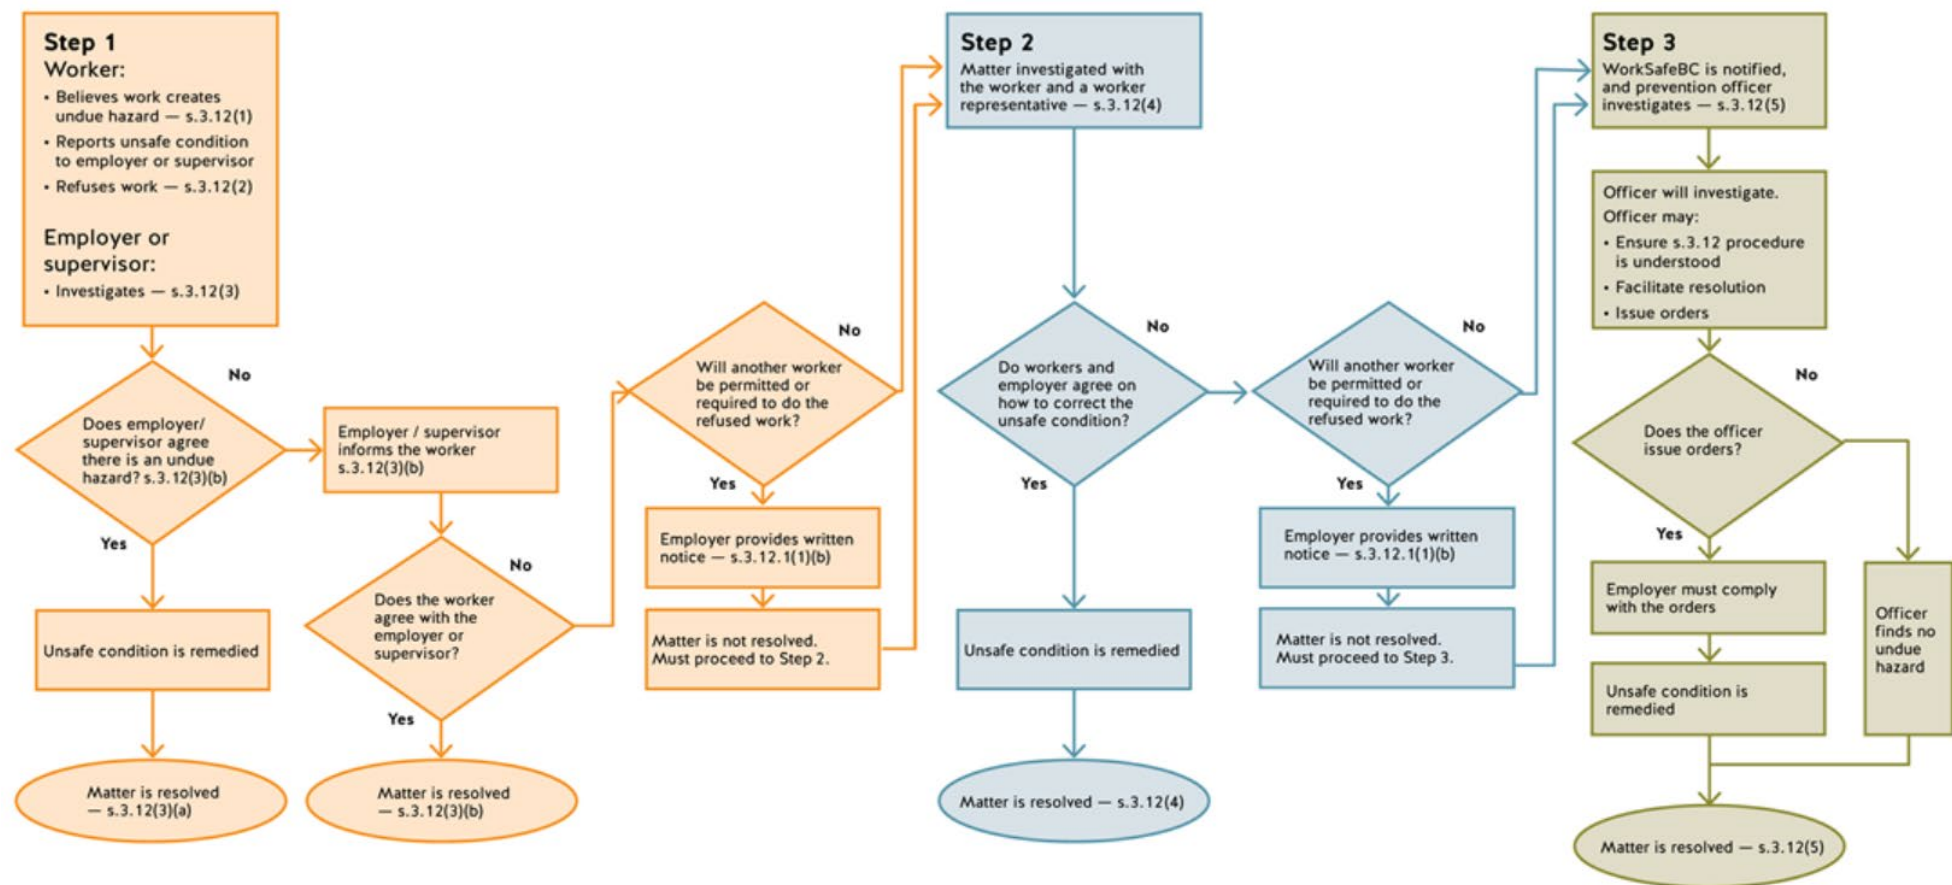 Step 1
Worker:
• Believes work creates
undue hazard — s.3.12(1)
• Reports unsafe condition
to employer or supervisor
• Refuses work — s.3.12(2)
Employer or
supervisor:
• Investigates — s.3.12(3)
No
Does employer/
supervisor agree
there is an undue
hazard? s.3.12(3)(b)
Yes
Unsafe condition is remedied
Matter is resolved
— s.3.12(3)(a)
Employer / supervisor
informs the worker
s.3.12(3)(b)
No
Does the worker
agree with the
employer or
supervisor?
Yes
Matter is resolved
— s.3.12(3)(b)
No
Will another worker
be permitted or
required to do the
refused work?
Yes
Employer provides written
notice — s.3.12.1(1)(b)
Matter is not resolved.
Must proceed to Step 2.
Step 2
Matter investigated with
the worker and a worker
representative — s.3.12(4)
No
Do workers and
employer agree on
how to correct the
unsafe condition?
Yes
Unsafe condition is remedied
Matter is resolved — s.3.12(4)
No
Will another worker
be permitted or
required to do the
refused work?
Yes
Employer provides written
notice — s.3.12.1(1)(b)
Matter is not resolved.
Must proceed to Step 3.
Step 3
WorkSafeBC is notified,
and prevention officer
investigates — s.3.12(5)
Officer will investigate.
Officer may:
• Ensure s.3.12 procedure
is understood
• Facilitate resolution
• Issue orders
No
Does the officer
issue orders?
Yes
Employer must comply
with the orders
Unsafe condition is
remedied
Officer
finds no
undue
hazard
Matter is resolved — s.3.12(5)